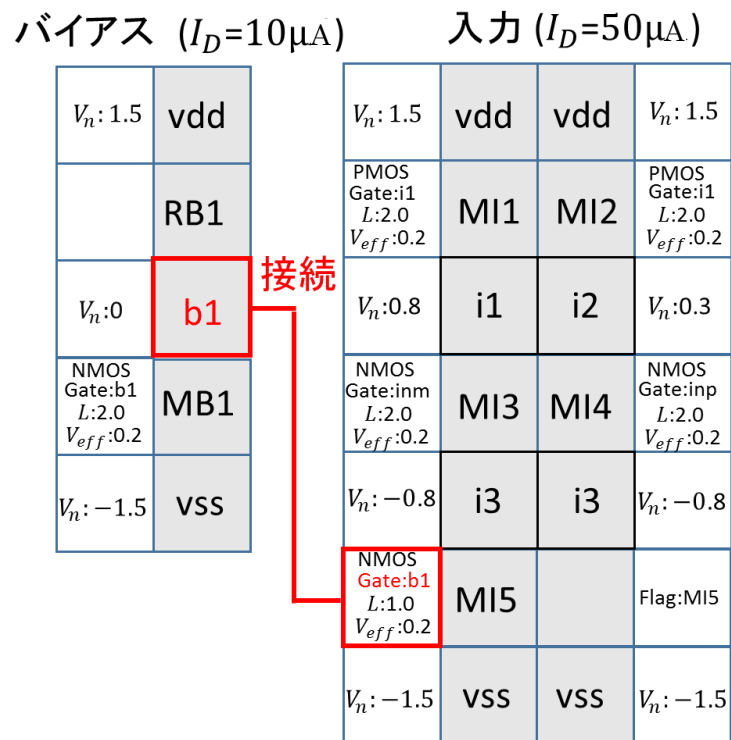 バイアス (I_D=10μA)
V_n: 1.5 vdd
RB1
V_n:0 b1
NMOS
Gate:b1
L:2.0
V_eff:0.2
MB1
V_n: −1.5 vss
接続
入力 (I_D=50μA.)
V_n: 1.5 vdd vdd V_n: 1.5
PMOS
Gate:i1
L:2.0
V_eff:0.2
MI1 MI2
PMOS
Gate:i1
L:2.0
V_eff:0.2
V_n:0.8 i1 i2 V_n:0.3
NMOS
Gate:inm
L:2.0
V_eff:0.2
MI3 MI4
NMOS
Gate:inp
L:2.0
V_eff:0.2
V_n: −0.8 i3 i3 V_n: −0.8
NMOS
Gate:b1
L:1.0
V_eff:0.2
MI5
Flag:MI5
V_n: −1.5 vss vss V_n: −1.5